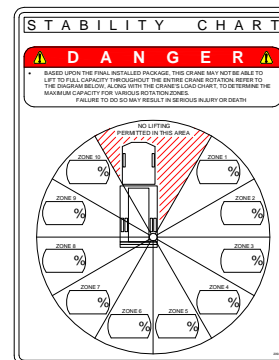 STABILITY CHART
DANGER
• BASED UPON THE FINAL INSTALLED PACKAGE, THIS CRANE MAY NOT BE ABLE TO
LIFT TO FULL CAPACITY THROUGHOUT THE ENTIRE CRANE ROTATION. REFER TO
THE DIAGRAM BELOW, ALONG WITH THE CRANE'S LOAD CHART, TO DETERMINE THE
MAXIMUM CAPACITY FOR VARIOUS ROTATION ZONES.
FAILURE TO DO SO MAY RESULT IN SERIOUS INJURY OR DEATH
NO LIFTING
PERMITTED IN THIS AREA
ZONE 10
%
ZONE 1
%
ZONE 9
%
ZONE 2
%
ZONE 8
%
ZONE 3
%
ZONE 7
%
ZONE 4
%
ZONE 6
%
ZONE 5
%